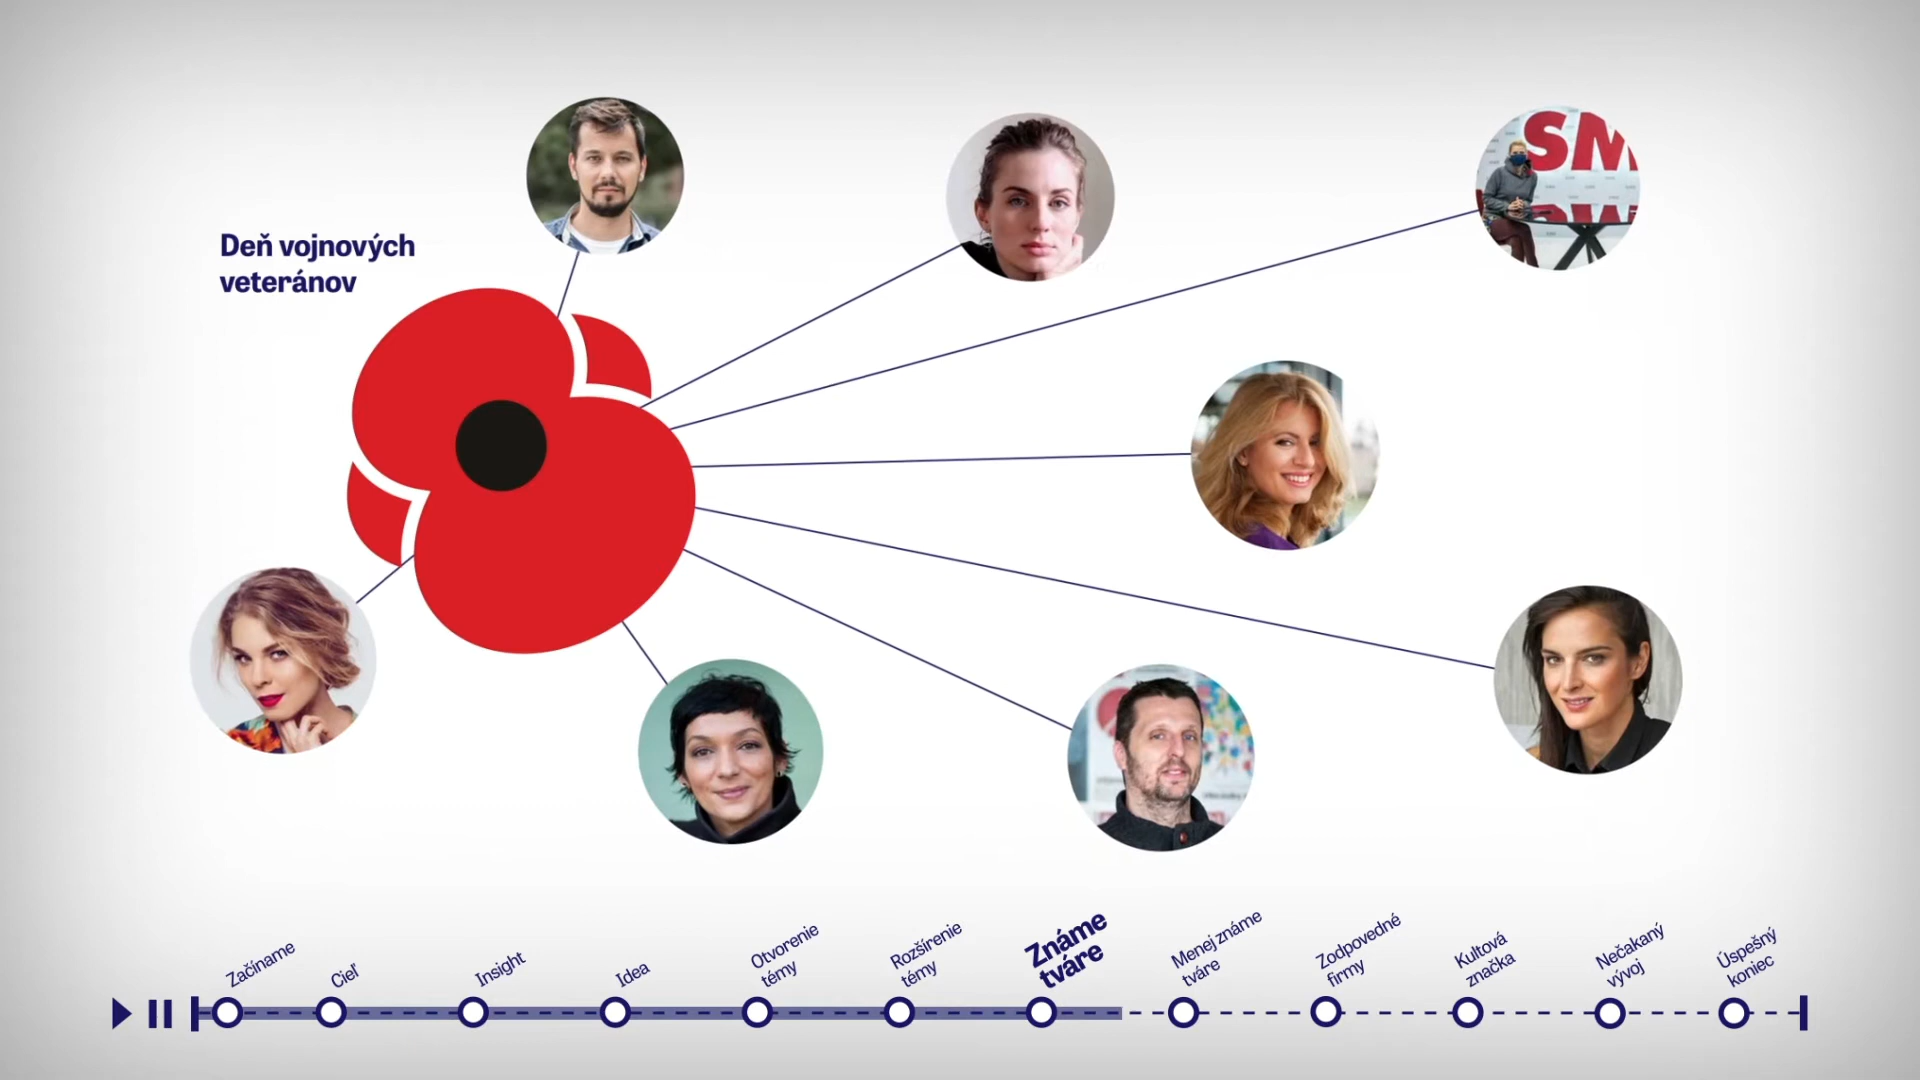 SM
Deň vojnových
veteránov
Začíname
Cieľ
Insight
Idea
Otvorenie
témy
Rozšírenie
témy
Známe
tváre
Menej známe
tváre
Zodpovedné
firmy
Kultová
značka
Nečakaný
vývoj
Úspešný
koniec